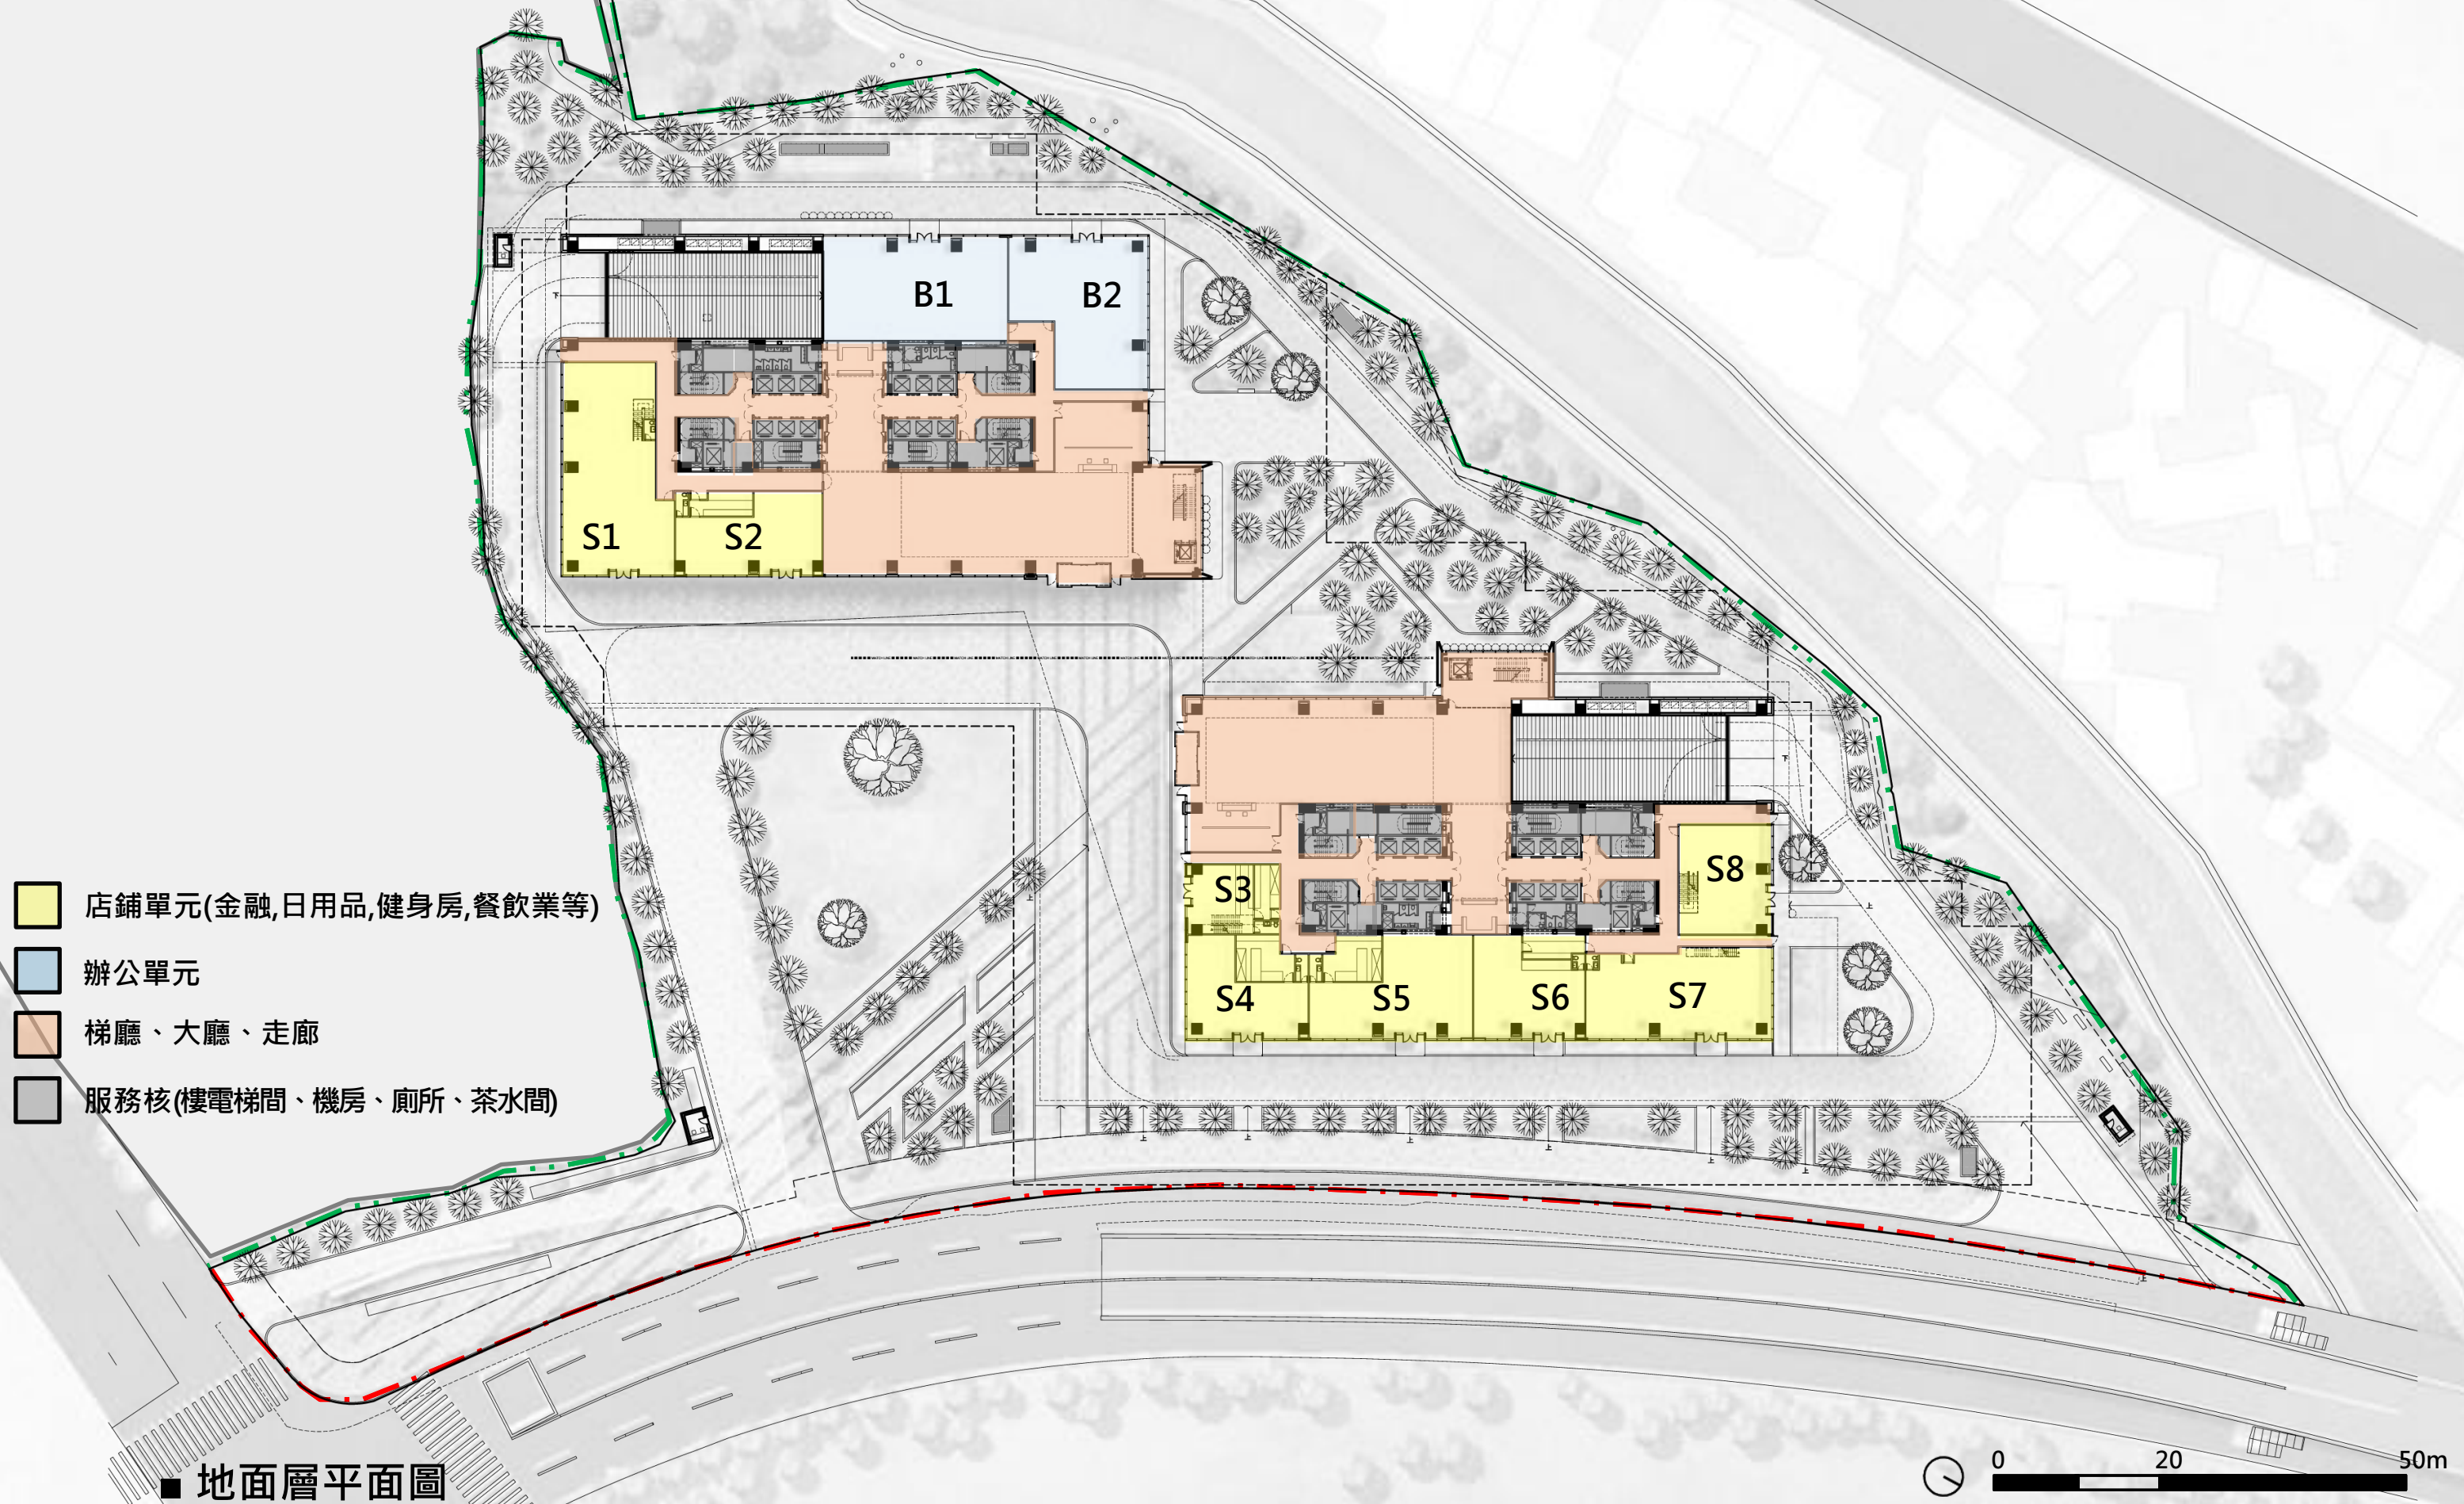 B1
B2
S1
S2
S3
S8
S4
S5
S6
S7
店鋪單元(金融,日用品,健身房,餐飲業等)
辦公單元
梯廳、大廳、走廊
服務核(樓電梯間、機房、廁所、茶水間)
■ 地面層平面圖
0 20 50m